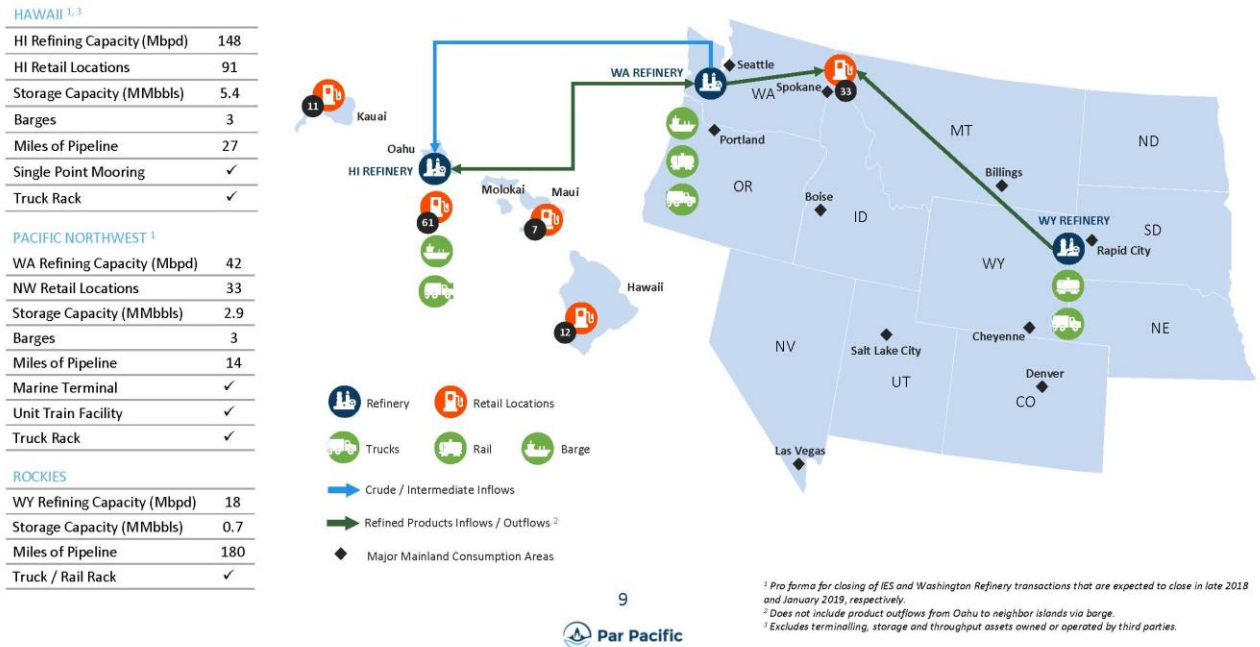 HAWAII 1, 3
HI Refining Capacity (Mbpd) 148
HI Retail Locations 91
Storage Capacity (MMbbls) 5.4
Barges 3
Miles of Pipeline 27
Single Point Mooring ✓
Truck Rack ✓
PACIFIC NORTHWEST 1
WA Refining Capacity (Mbpd) 42
NW Retail Locations 33
Storage Capacity (MMbbls) 2.9
Barges 3
Miles of Pipeline 14
Marine Terminal ✓
Unit Train Facility ✓
Truck Rack ✓
ROCKIES
WY Refining Capacity (Mbpd) 18
Storage Capacity (MMbbls) 0.7
Miles of Pipeline 180
Truck / Rail Rack ✓
11
Kauai
Oahu
HI REFINERY
61
Molokai
Maui
7
Hawaii
12
WA REFINERY
Seattle
WA
Spokane
33
Portland
OR
Boise
ID
MT
Billings
ND
WY REFINERY
SD
Rapid City
WY
NE
Cheyenne
NV
Salt Lake City
UT
Denver
CO
Las Vegas
Refinery
Retail Locations
Trucks
Rail
Barge
Crude / Intermediate Inflows
Refined Products Inflows / Outflows 2
Major Mainland Consumption Areas
9
Par Pacific
1 Pro forma for closing of IES and Washington Refinery transactions that are expected to close in late 2018
and January 2019, respectively.
2 Does not include product outflows from Oahu to neighbor islands via barge.
3 Excludes terminalling, storage and throughput assets owned or operated by third parties.